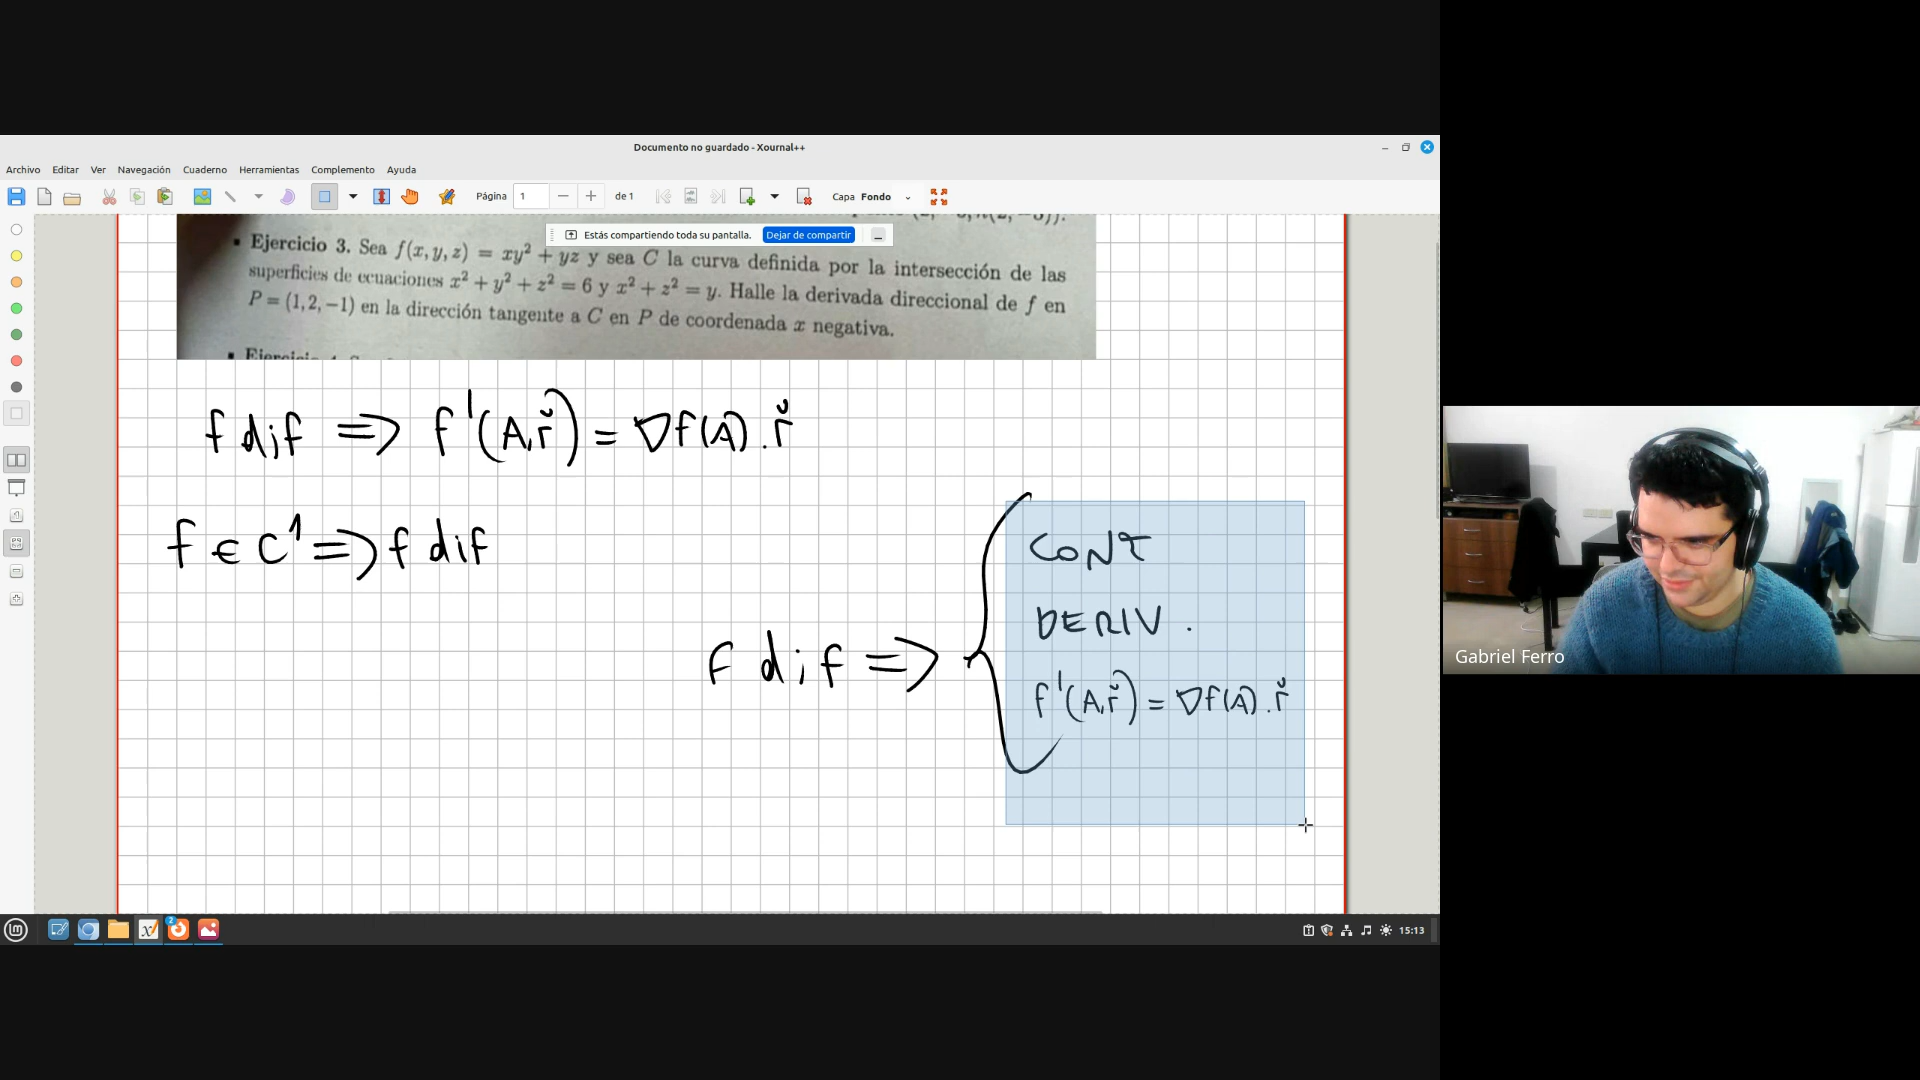 Documento no guardado - Xournal++
Archivo Editar Ver Navegación Cuaderno Herramientas Complemento Ayuda
Página 1 de 1 Capa Fondo
Estás compartiendo toda su pantalla. Dejar de compartir
▪ Ejercicio 3. Sea f(x, y, z) = xy² + yz y sea C la curva definida por la intersección de las
superficies de ecuaciones x² + y² + z² = 6 y x² + z² = y. Halle la derivada direccional de f en
P = (1, 2, −1) en la dirección tangente a C en P de coordenada x negativa.
f dif => f'(A, ř) = ∇f(A) . ř
f ∈ C¹ => f dif
CONT
DERIV.
f dif =>
f'(A, ř) = ∇f(A) . ř
Gabriel Ferro
2
15:13